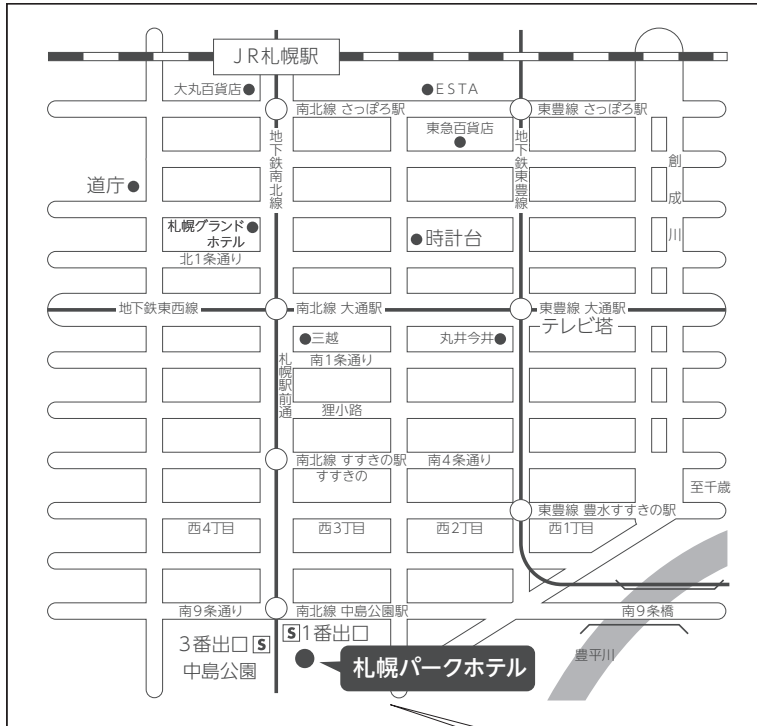 JR札幌駅
大丸百貨店
ESTA
南北線 さっぽろ駅
東豊線 さっぽろ駅
東急百貨店
地下鉄南北線
地下鉄東豊線
創成川
道庁
札幌グランド
ホテル
時計台
北1条通り
地下鉄東西線
南北線 大通駅
東豊線 大通駅
テレビ塔
三越
丸井今井
南1条通り
札幌駅前通
狸小路
南北線 すすきの駅
南4条通り
すすきの
至千歳
東豊線 豊水すすきの駅
西4丁目
西3丁目
西2丁目
西1丁目
南9条通り
南北線 中島公園駅
南9条橋
3番出口 S
S 1番出口
中島公園
札幌パークホテル
豊平川